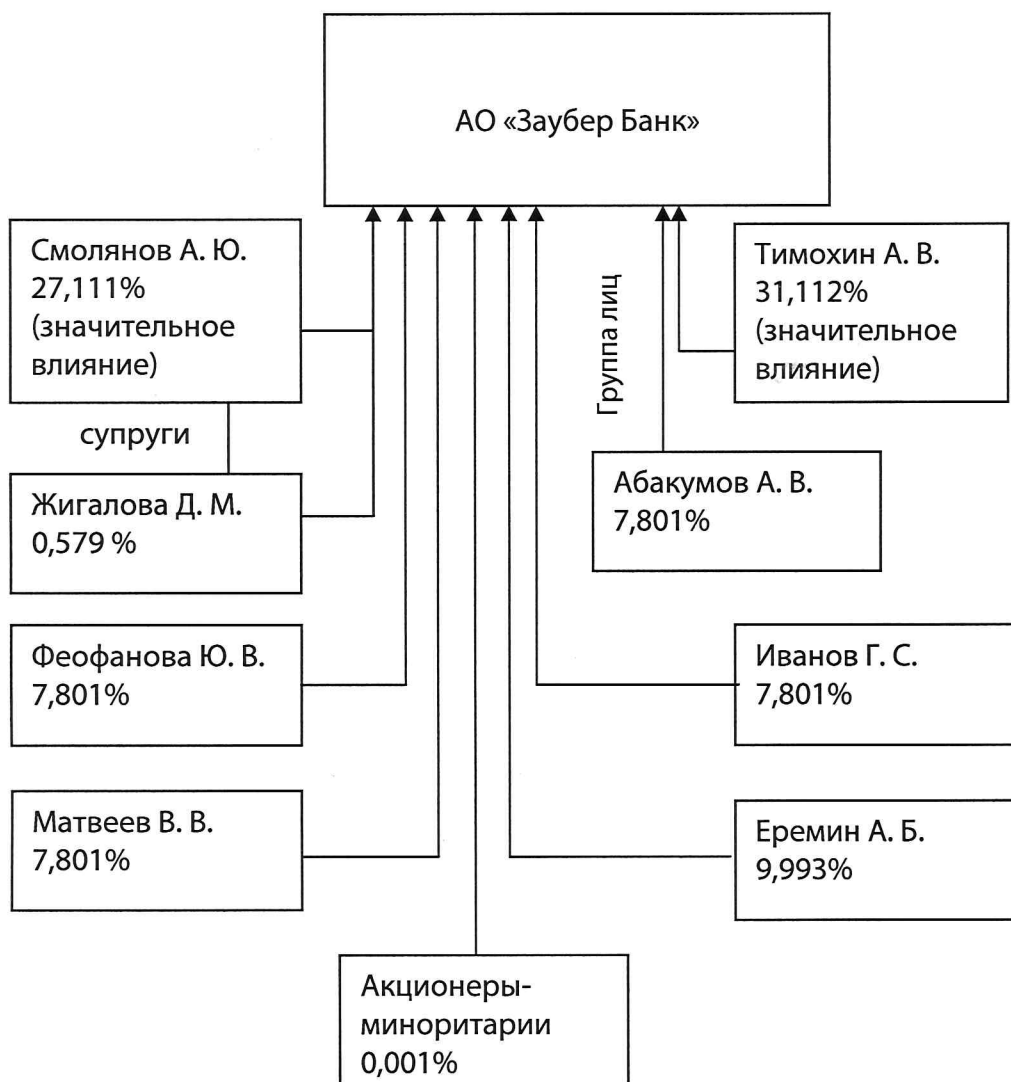 АО «Заубер Банк»
Смолянов А. Ю.
27,111%
(значительное
влияние)
Тимохин А. В.
31,112%
(значительное
влияние)
Группа лиц
супруги
Жигалова Д. М.
0,579 %
Абакумов А. В.
7,801%
Феофанова Ю. В.
7,801%
Иванов Г. С.
7,801%
Матвеев В. В.
7,801%
Еремин А. Б.
9,993%
Акционеры-
миноритарии
0,001%